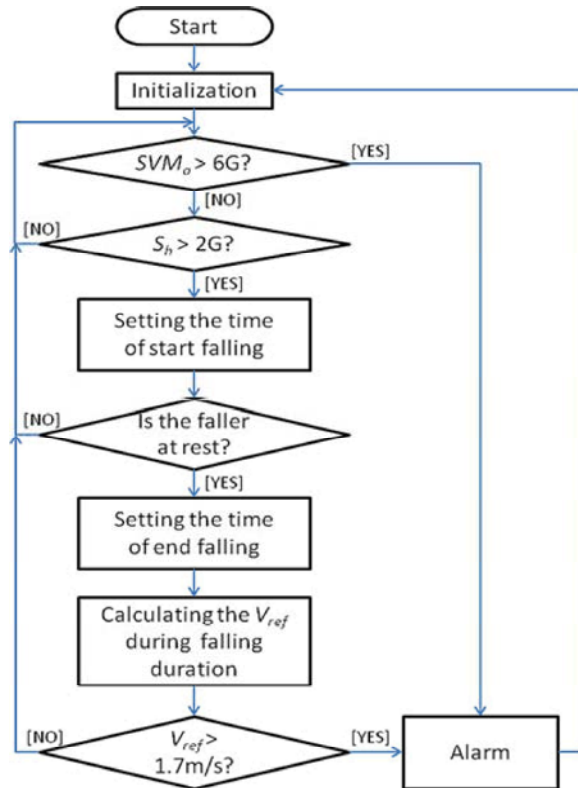 Start
Initialization
SVMₐ > 6G?
[YES]
[NO]
[NO]
Sₕ > 2G?
[YES]
Setting the time
of start falling
[NO]
Is the faller
at rest?
[YES]
Setting the time
of end falling
Calculating the Vref
during falling
duration
[NO]
Vref >
1.7m/s?
[YES]
Alarm